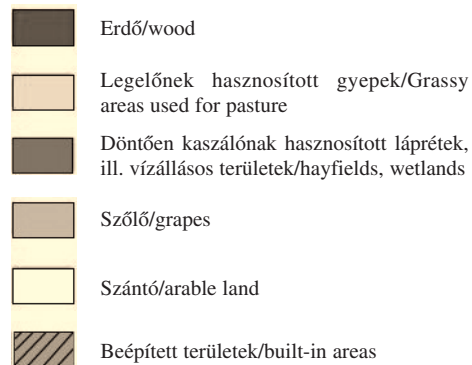 Erdő/wood
Legelőnek hasznosított gyepek/Grassy
areas used for pasture
Döntően kaszálónak hasznosított láprétek,
ill. vízállásos területek/hayfields, wetlands
Szőlő/grapes
Szántó/arable land
Beépített területek/built-in areas